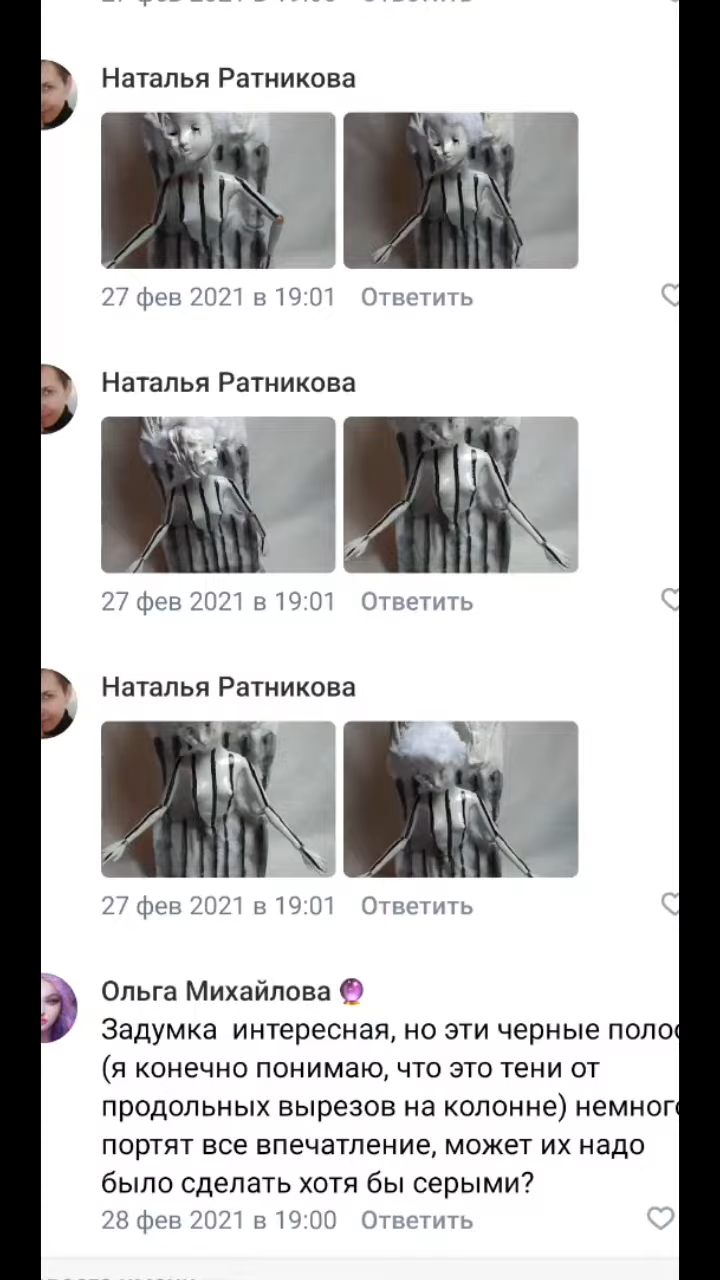 Наталья Ратникова
27 фев 2021 в 19:01 Ответить
Наталья Ратникова
27 фев 2021 в 19:01 Ответить
Наталья Ратникова
27 фев 2021 в 19:01 Ответить
Ольга Михайлова 🔮
Задумка интересная, но эти черные полос
(я конечно понимаю, что это тени от
продольных вырезов на колонне) немного
портят все впечатление, может их надо
было сделать хотя бы серыми?
28 фев 2021 в 19:00 Ответить